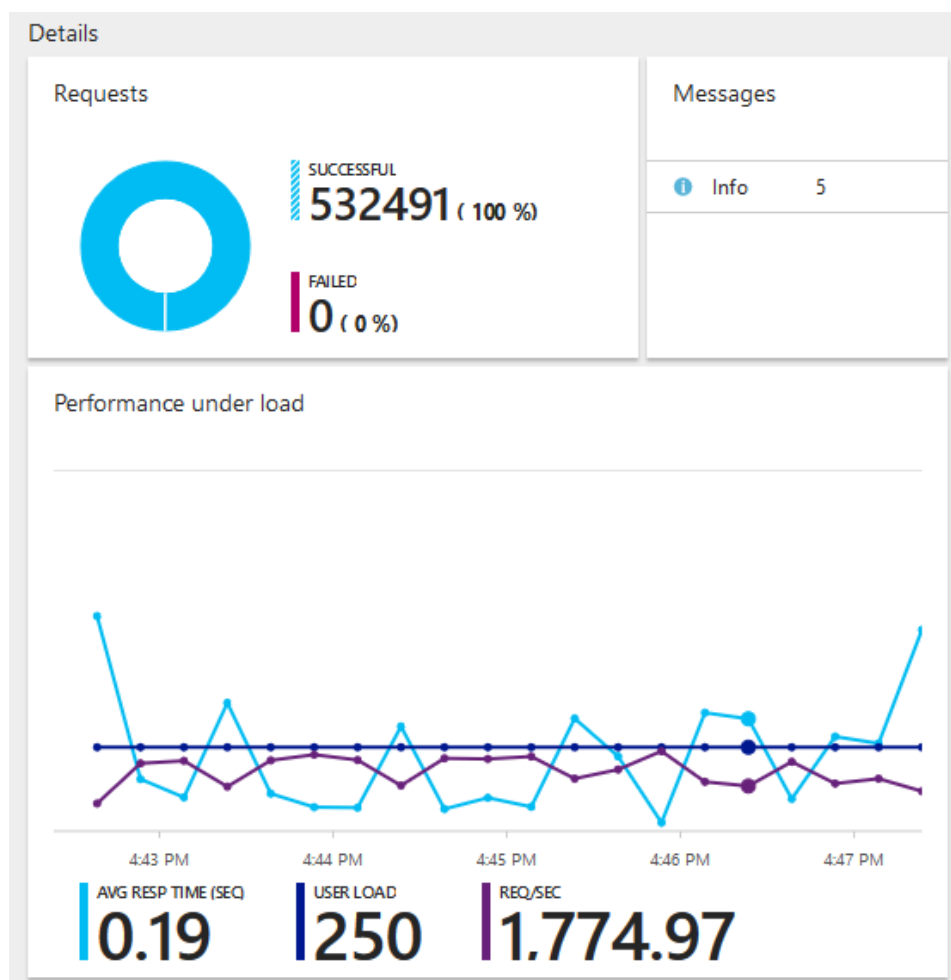 Details
Requests
SUCCESSFUL
532491 ( 100 %)
FAILED
0 ( 0 %)
Messages
Info 5
Performance under load
4:43 PM 4:44 PM 4:45 PM 4:46 PM 4:47 PM
AVG RESP TIME (SEC) USER LOAD REQ/SEC
0.19 250 1,774.97